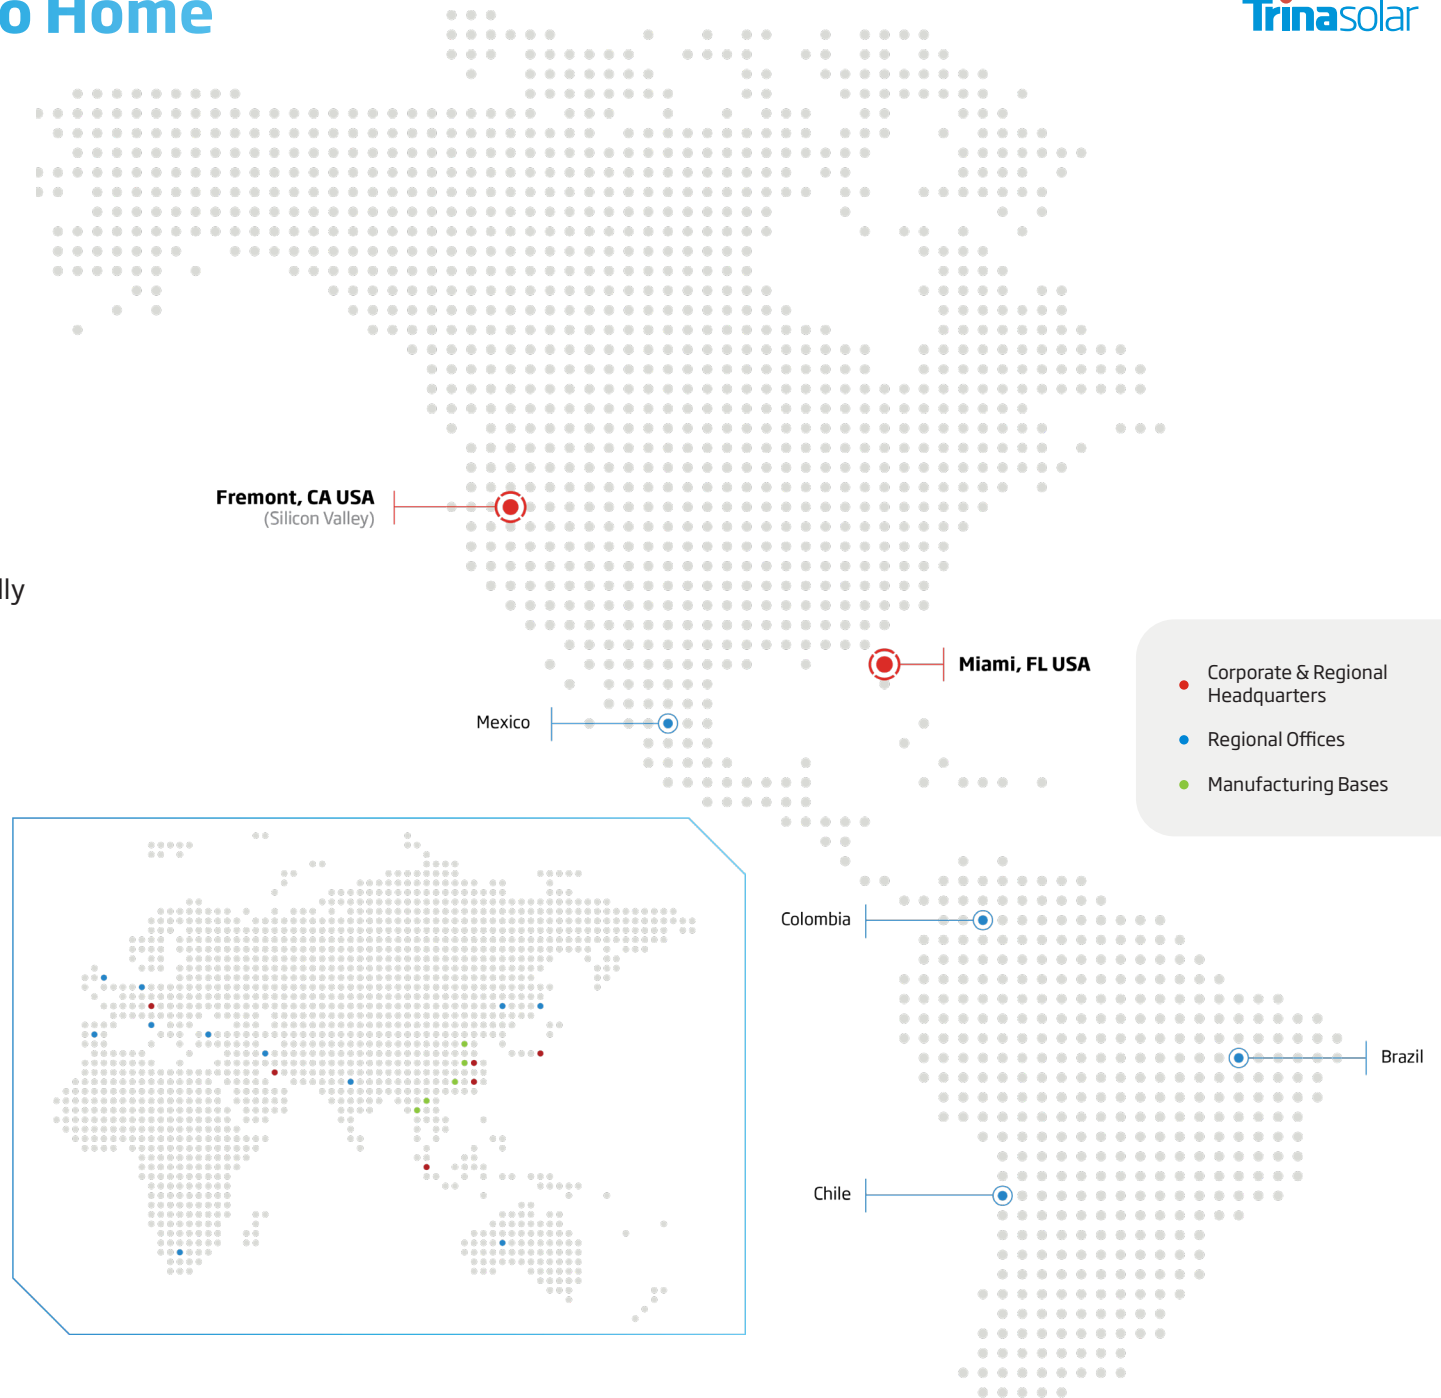 o Home
Trinasolar
Fremont, CA USA
(Silicon Valley)
lly
Miami, FL USA
Mexico
Corporate & Regional
Headquarters
Regional Offices
Manufacturing Bases
Colombia
Brazil
Chile